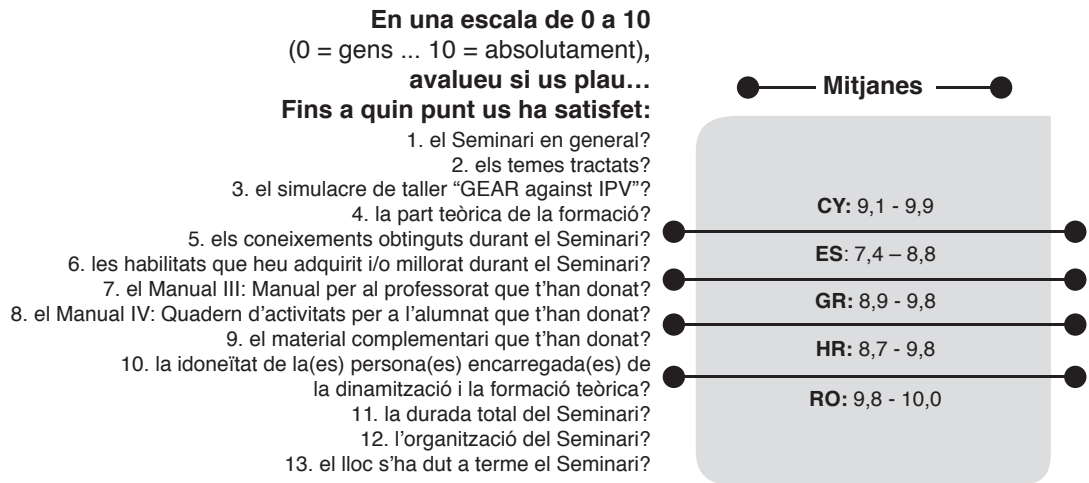 En una escala de 0 a 10
(0 = gens ... 10 = absolutament),
avalueu si us plau…
Fins a quin punt us ha satisfet:
1. el Seminari en general?
2. els temes tractats?
3. el simulacre de taller “GEAR against IPV”?
4. la part teòrica de la formació?
5. els coneixements obtinguts durant el Seminari?
6. les habilitats que heu adquirit i/o millorat durant el Seminari?
7. el Manual III: Manual per al professorat que t’han donat?
8. el Manual IV: Quadern d’activitats per a l’alumnat que t’han donat?
9. el material complementari que t’han donat?
10. la idoneïtat de la(es) persona(es) encarregada(es) de
la dinamització i la formació teòrica?
11. la durada total del Seminari?
12. l’organització del Seminari?
13. el lloc s’ha dut a terme el Seminari?
Mitjanes
CY: 9,1 - 9,9
ES: 7,4 – 8,8
GR: 8,9 - 9,8
HR: 8,7 - 9,8
RO: 9,8 - 10,0